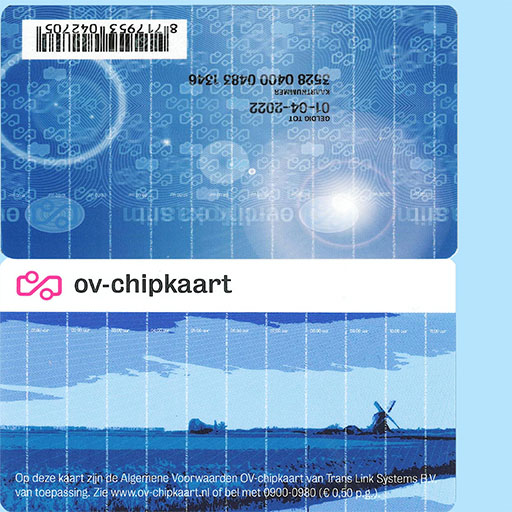 GELDIG TOT
01-04-2022
KAARTNUMMER
3528 0400 0483 1346
8 717953 042705
ov-chipkaart
Op deze kaart zijn de Algemene Voorwaarden OV-chipkaart van Trans Link Systems B.V.
van toepassing. Zie www.ov-chipkaart.nl of bel met 0900-0980 (€ 0,50 p.g.)